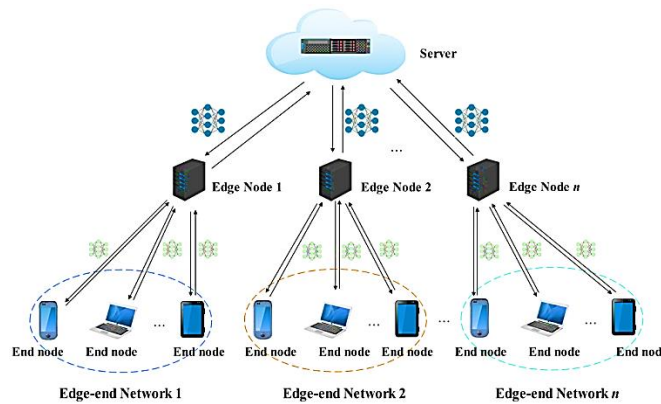 Server
...
Edge Node 1
Edge Node 2
Edge Node n
... ... ... ...
End node End node End node End node End node End node End node End node End nod
Edge-end Network 1 Edge-end Network 2 Edge-end Network n